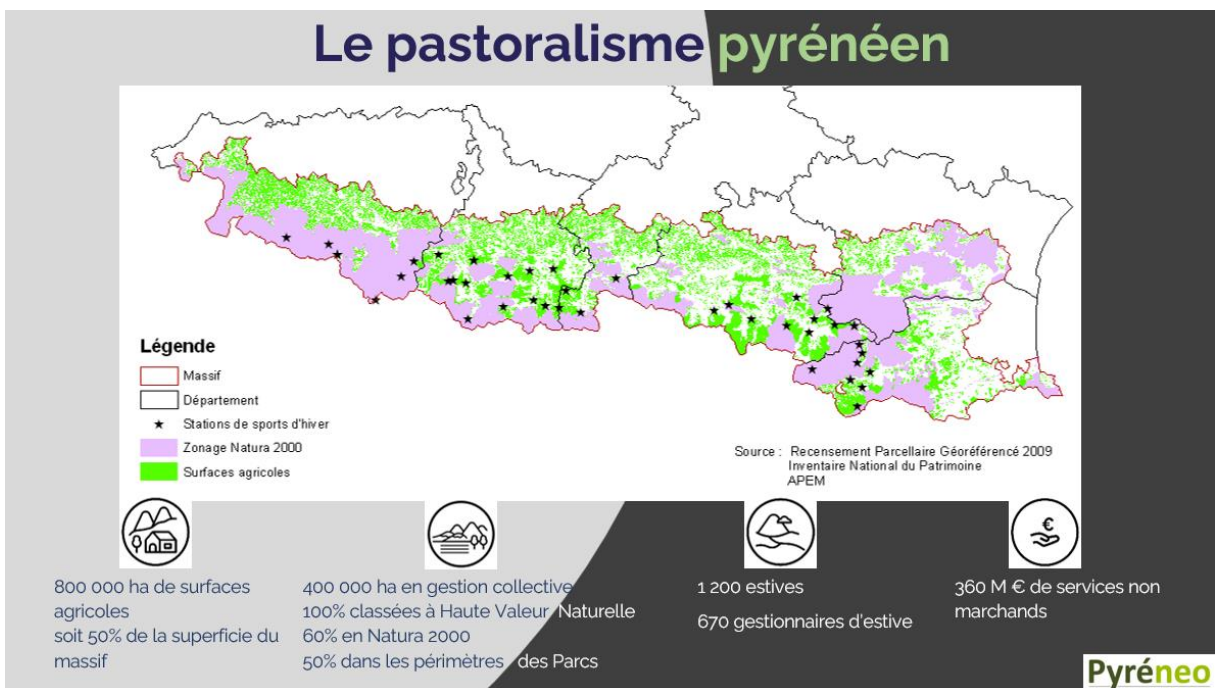 Le pastoralisme pyrénéen
Légende
Massif
Département
Stations de sports d'hiver
Zonage Natura 2000
Surfaces agricoles
Source : Recensement Parcellaire Géoréférencé 2009
Inventaire National du Patrimoine
APEM
800 000 ha de surfaces
agricoles
soit 50% de la superficie du
massif
400 000 ha en gestion collective
100% classées à Haute Valeur Naturelle
60% en Natura 2000
50% dans les périmètres des Parcs
1 200 estives
670 gestionnaires d'estive
€
360 M € de services non
marchands
Pyréneo